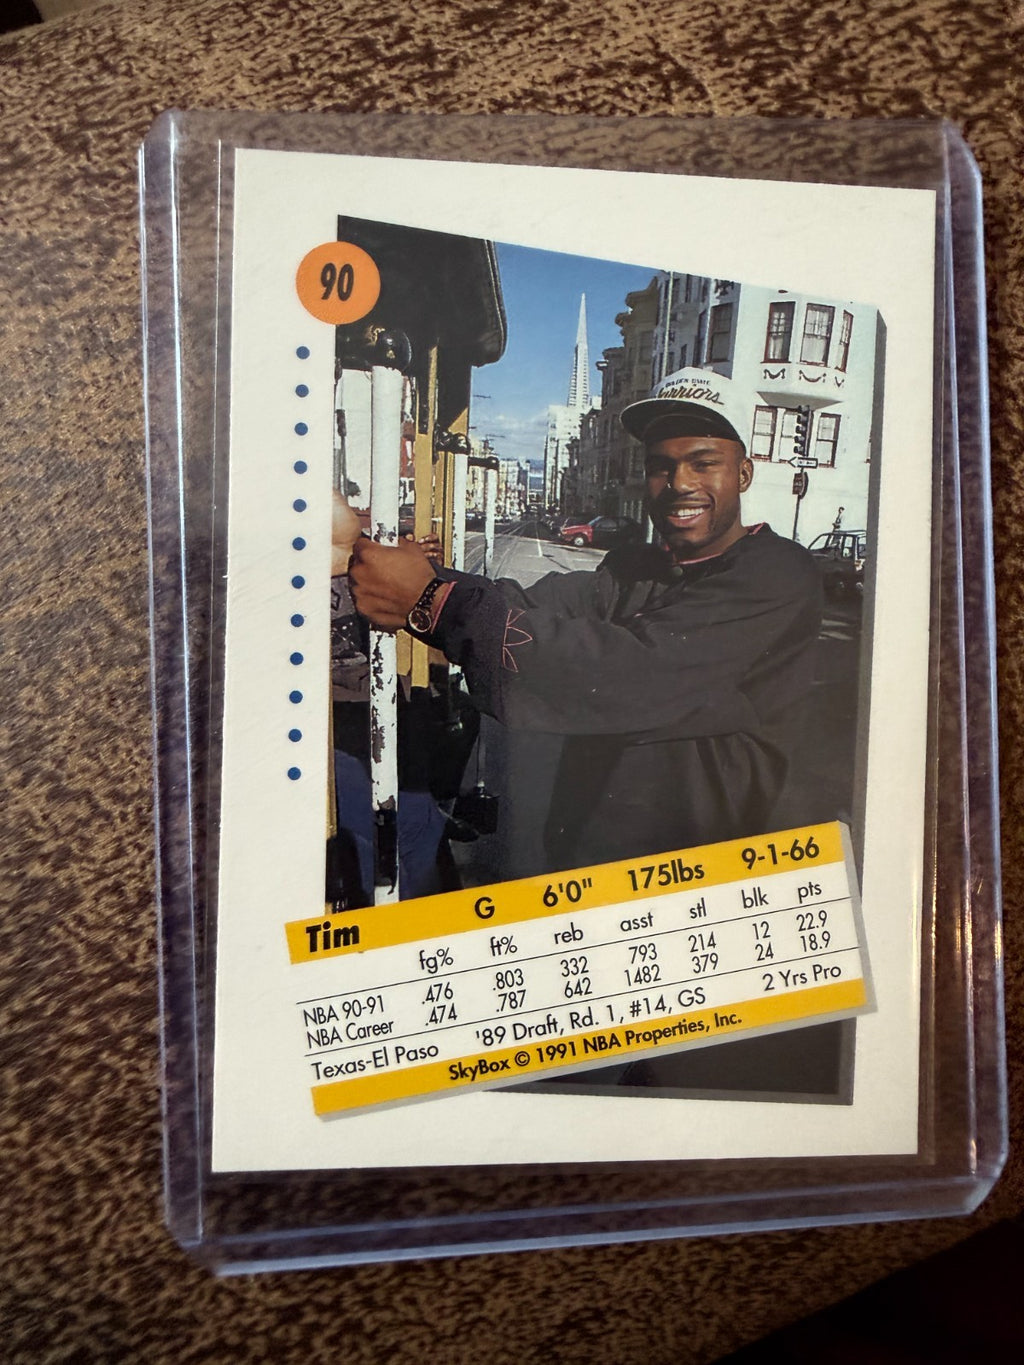 90
GOLDEN STATE
Warriors
Tim G 6'0" 175lbs 9-1-66
fg% ft% reb asst stl blk pts
NBA 90-91 .476 .803 332 793 214 12 22.9
NBA Career .474 .787 642 1482 379 24 18.9
Texas-El Paso '89 Draft, Rd. 1, #14, GS 2 Yrs Pro
SkyBox © 1991 NBA Properties, Inc.